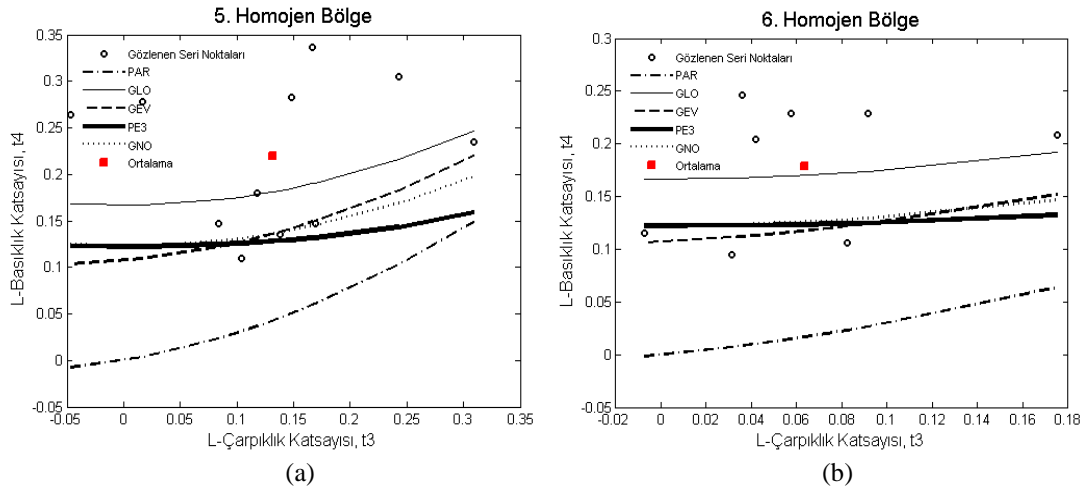 5. Homojen Bölge
0.35
0.3
0.25
0.2
0.15
0.1
0.05
0
-0.05
L-Basıklık Katsayısı, t4
Gözlenen Seri Noktaları
PAR
GLO
GEV
PE3
GNO
Ortalama
-0.05 0 0.05 0.1 0.15 0.2 0.25 0.3 0.35
L-Çarpıklık Katsayısı, t3
(a)
6. Homojen Bölge
0.3
0.25
0.2
0.15
0.1
0.05
0
-0.05
L-Basıklık Katsayısı, t4
Gözlenen Seri Noktaları
PAR
GLO
GEV
PE3
GNO
Ortalama
-0.02 0 0.02 0.04 0.06 0.08 0.1 0.12 0.14 0.16 0.18
L-Çarpıklık Katsayısı, t3
(b)